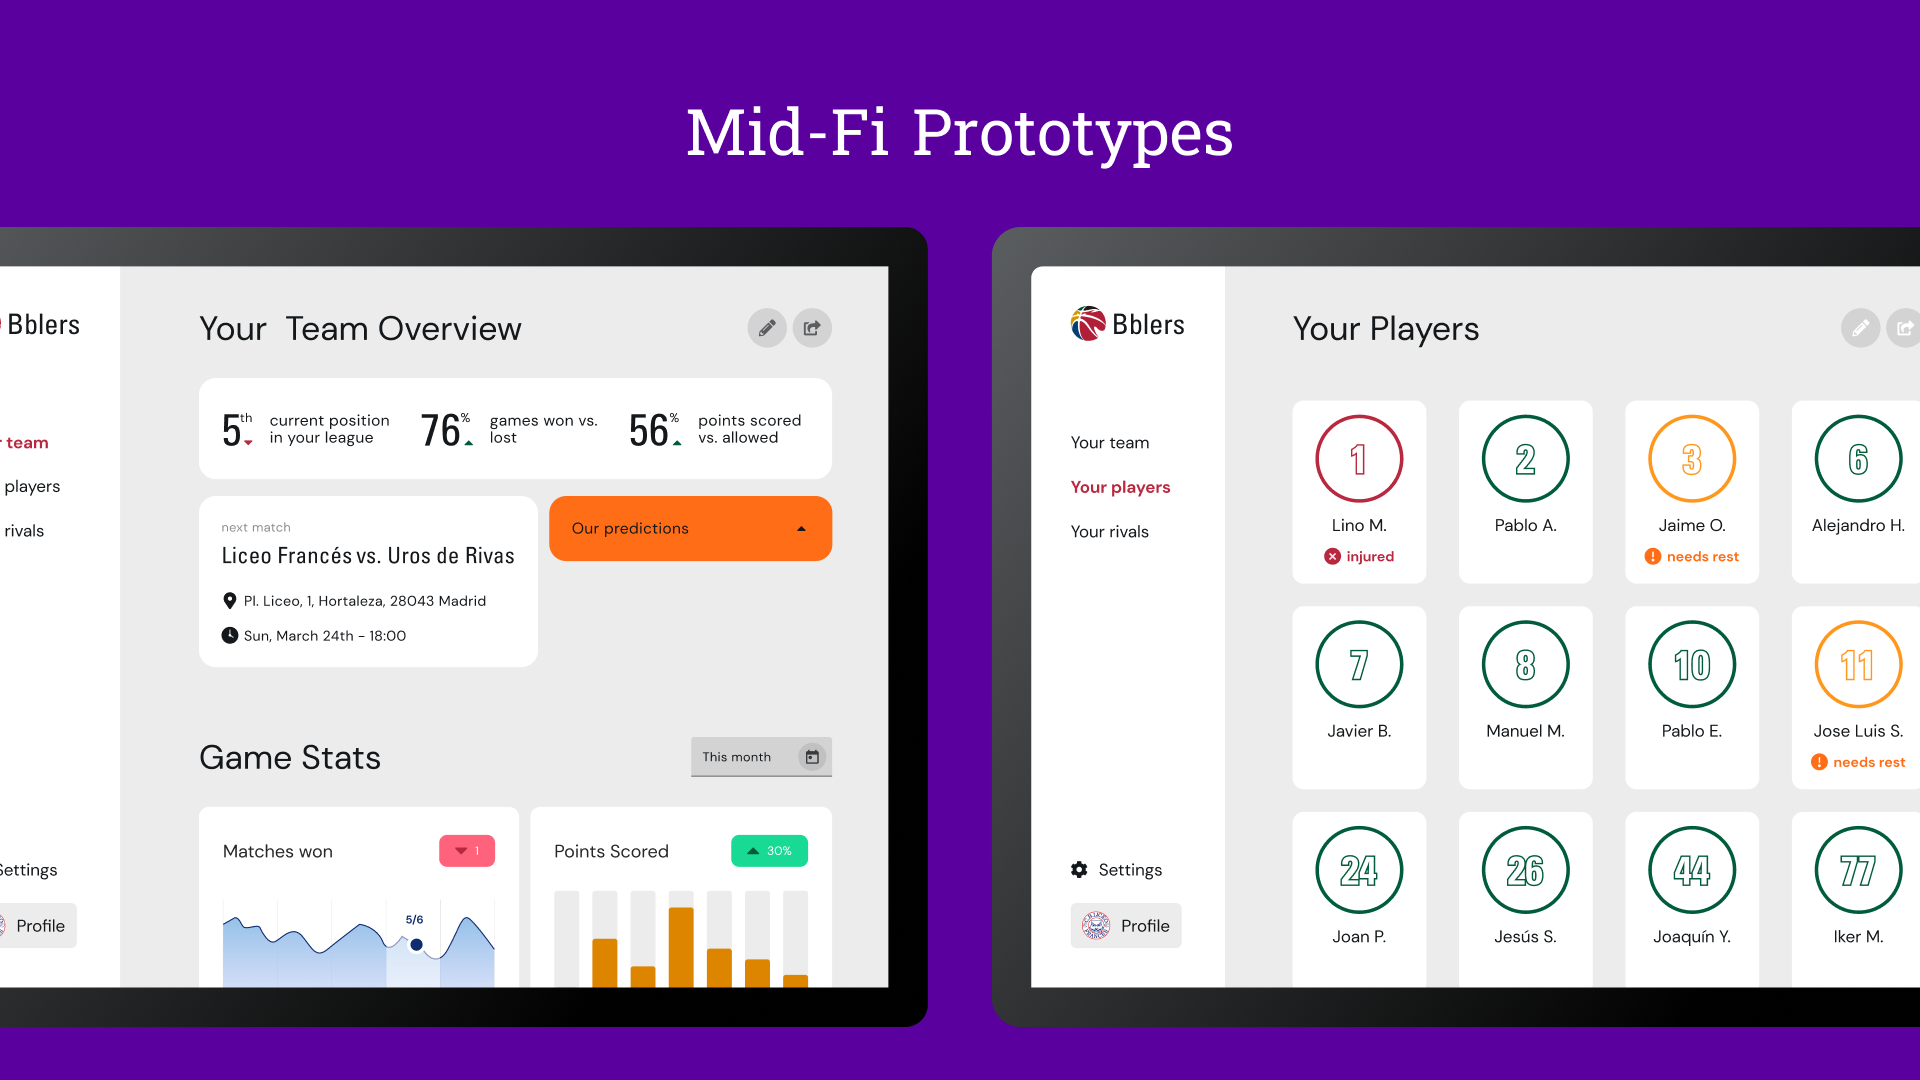 Mid-Fi Prototypes
Bblers
team
players
rivals
Settings
Profile
Your Team Overview
5th
current position
in your league
76%
games won vs.
lost
56%
points scored
vs. allowed
next match
Liceo Francés vs. Uros de Rivas
Pl. Liceo, 1, Hortaleza, 28043 Madrid
Sun, March 24th - 18:00
Our predictions
Game Stats
This month
Matches won
1
5/6
Points Scored
30%
Bblers
Your team
Your players
Your rivals
Settings
Profile
Your Players
1
Lino M.
injured
2
Pablo A.
3
Jaime O.
needs rest
6
Alejandro H.
7
Javier B.
8
Manuel M.
10
Pablo E.
11
Jose Luis S.
needs rest
24
Joan P.
26
Jesús S.
44
Joaquín Y.
77
Iker M.